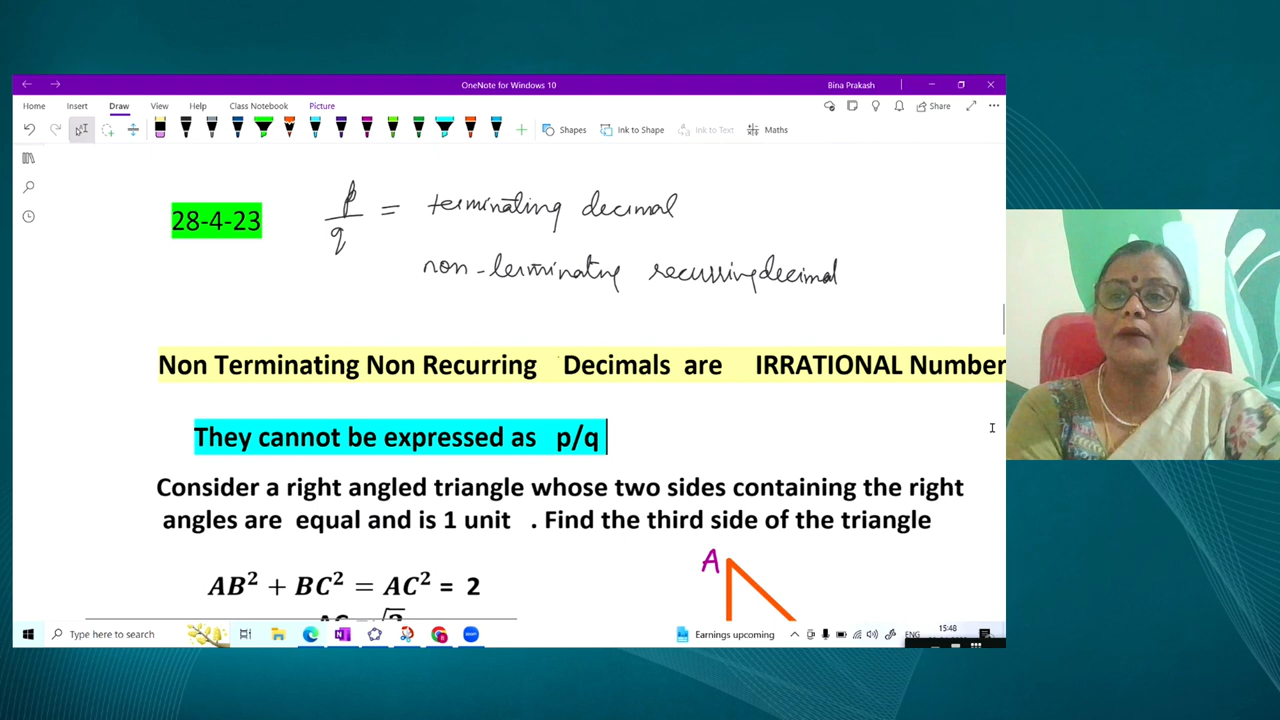 OneNote for Windows 10
Bina Prakash
Home Insert Draw View Help Class Notebook Picture
Share
Shapes Ink to Shape Ink to Text Maths
28-4-23
p/q = terminating decimal
non-terminating recurring decimal
Non Terminating Non Recurring Decimals are IRRATIONAL Number
They cannot be expressed as p/q
Consider a right angled triangle whose two sides containing the right
angles are equal and is 1 unit . Find the third side of the triangle
A
AB² + BC² = AC² = 2
Type here to search
Earnings upcoming
ENG
15:48